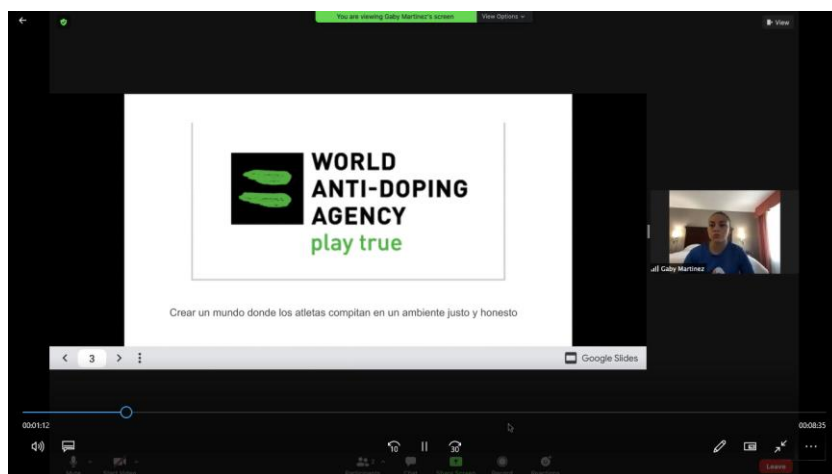 You are viewing Gaby Martinez's screen
View Options
View
WORLD
ANTI-DOPING
AGENCY
play true
Gaby Martinez
Crear un mundo donde los atletas compitan en un ambiente justo y honesto
3
Google Slides
00:01:12
00:08:35
10
30
Leave